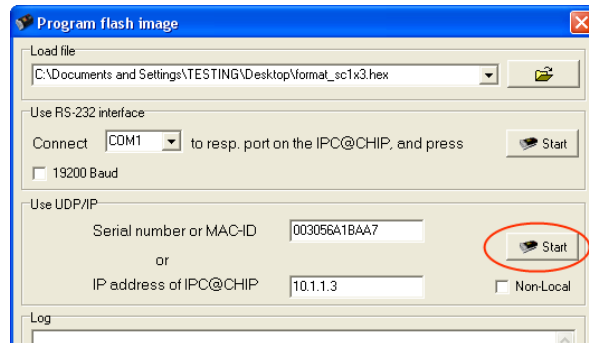 Program flash image
Load file
C:\Documents and Settings\TESTING\Desktop\format_sc1x3.hex
Use RS-232 interface
Connect COM1 to resp. port on the IPC@CHIP, and press Start
19200 Baud
Use UDP/IP
Serial number or MAC-ID 003056A1BAA7
or
Start
IP address of IPC@CHIP 10.1.1.3 Non-Local
Log